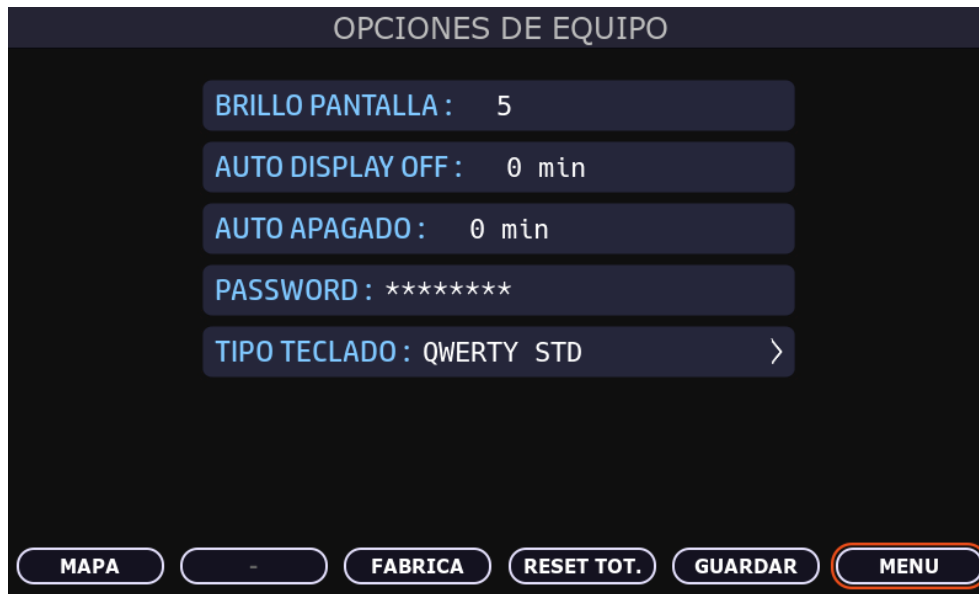 OPCIONES DE EQUIPO
BRILLO PANTALLA : 5
AUTO DISPLAY OFF : 0 min
AUTO APAGADO : 0 min
PASSWORD : ********
TIPO TECLADO : QWERTY STD >
MAPA - FABRICA RESET TOT. GUARDAR MENU